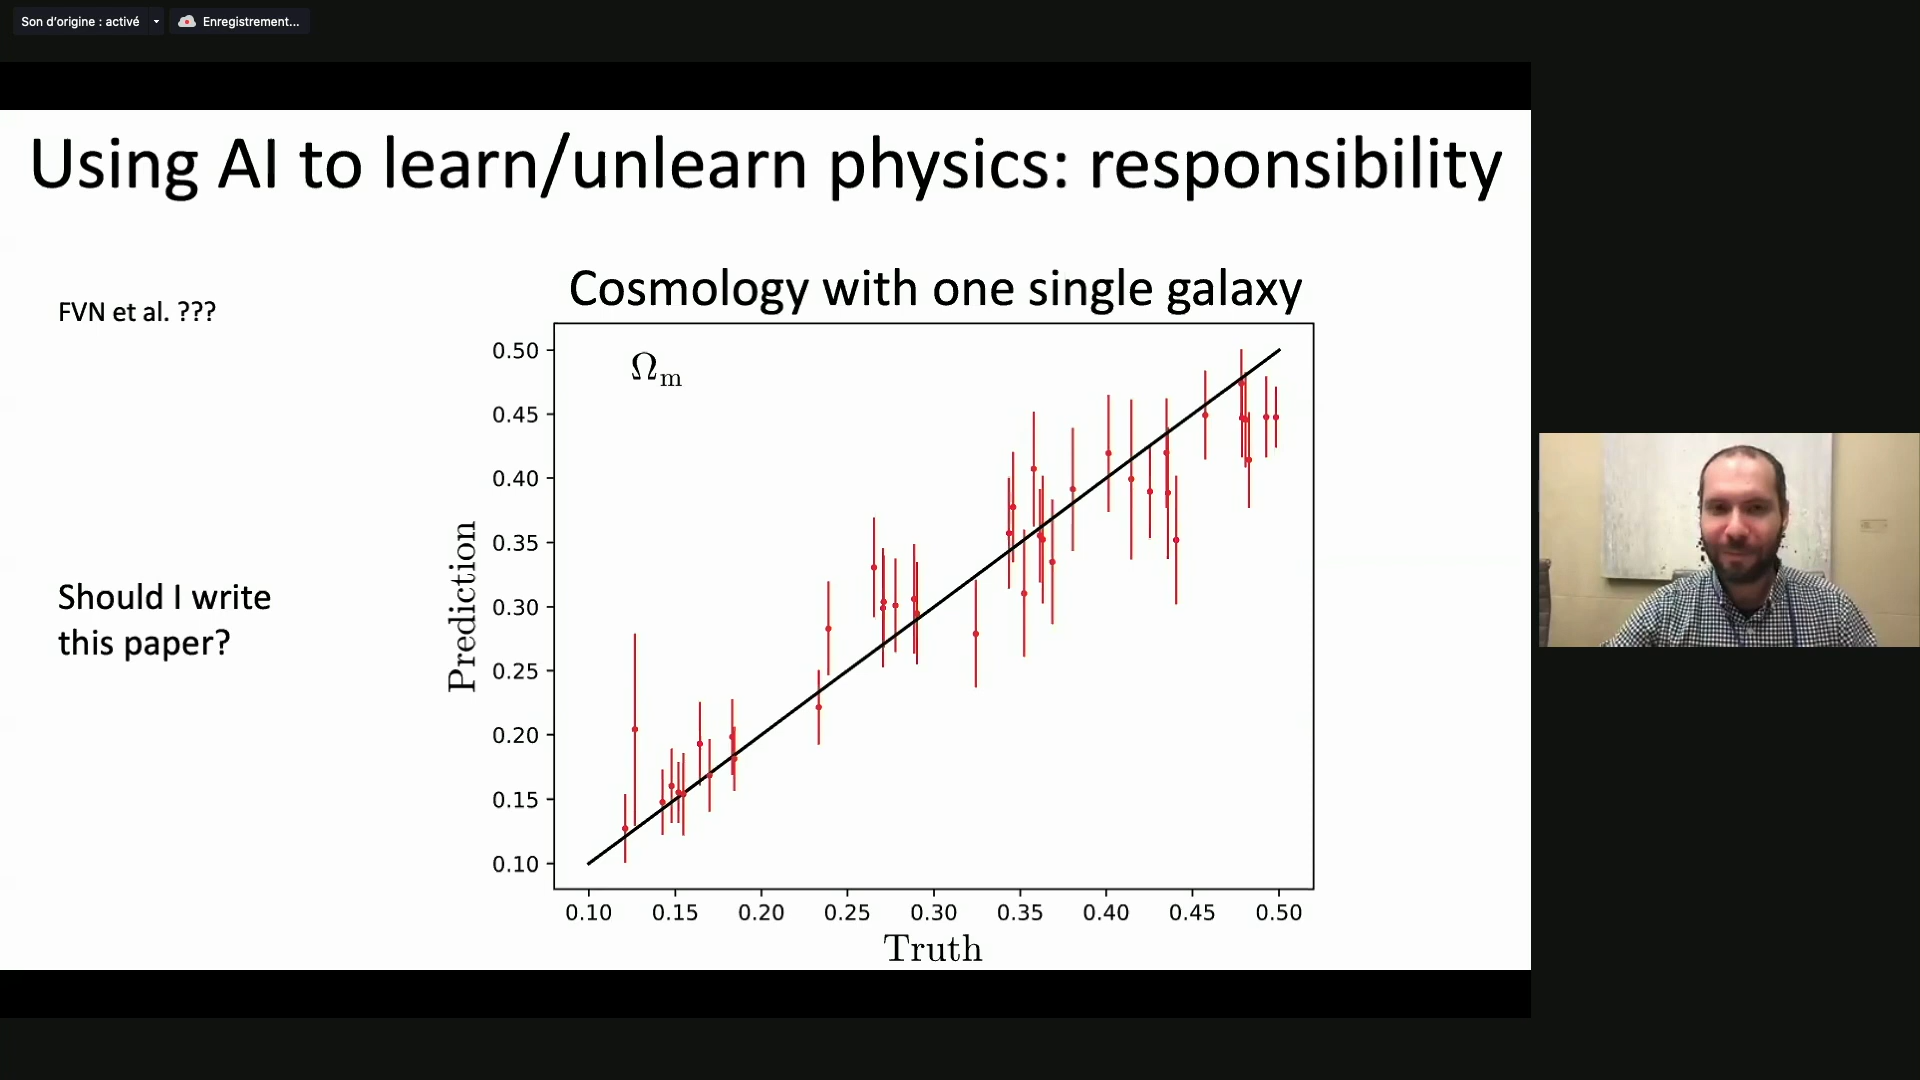 Son d'origine : activé
Enregistrement...
Using AI to learn/unlearn physics: responsibility
Cosmology with one single galaxy
FVN et al. ???
Should I write
this paper?
Ωm
Prediction
0.50
0.45
0.40
0.35
0.30
0.25
0.20
0.15
0.10
0.10 0.15 0.20 0.25 0.30 0.35 0.40 0.45 0.50
Truth